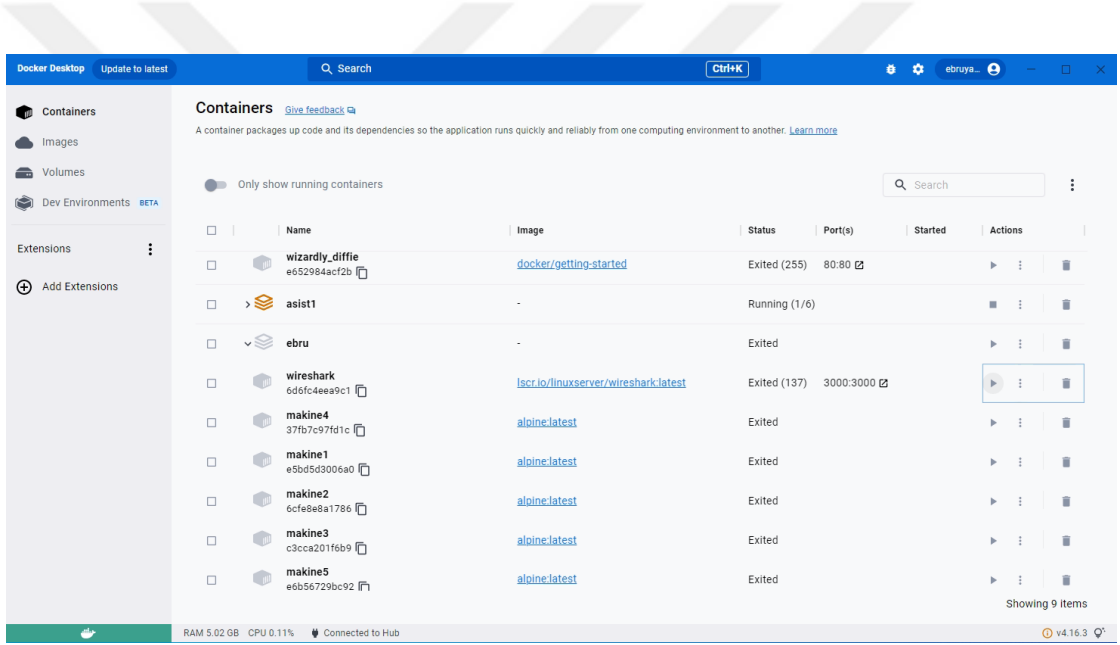 Docker Desktop Update to latest Search Ctrl+K ebruya...
Containers
Images
Volumes
Dev Environments BETA
Extensions
Add Extensions
Containers Give feedback
A container packages up code and its dependencies so the application runs quickly and reliably from one computing environment to another. Learn more
Only show running containers Search
Name Image Status Port(s) Started Actions
wizardly_diffie
e652984acf2b docker/getting-started Exited (255) 80:80
asist1 - Running (1/6)
ebru - Exited
wireshark
6d6fc4eea9c1 lscr.io/linuxserver/wireshark:latest Exited (137) 3000:3000
makine4
37fb7c97fd1c alpine:latest Exited
makine1
e5bd5d3006a0 alpine:latest Exited
makine2
6cfe8e8a1786 alpine:latest Exited
makine3
c3cca201f6b9 alpine:latest Exited
makine5
e6b56729bc92 alpine:latest Exited
Showing 9 items
RAM 5.02 GB CPU 0.11% Connected to Hub v4.16.3